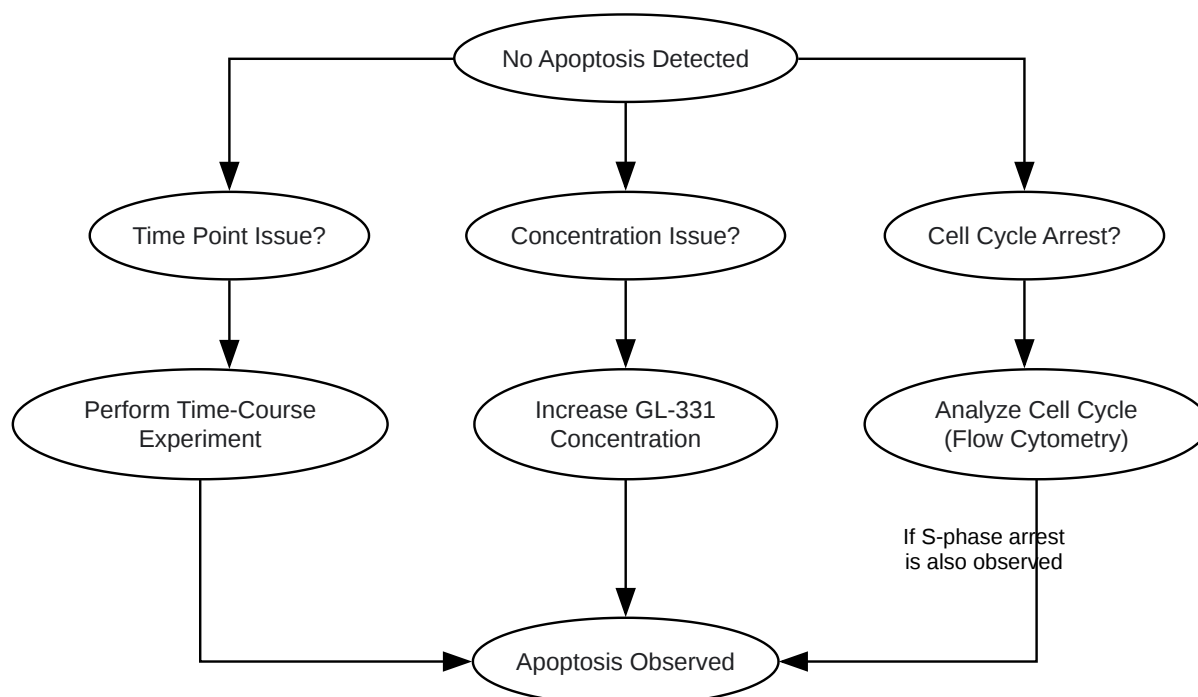 No Apoptosis Detected
Time Point Issue?
Concentration Issue?
Cell Cycle Arrest?
Perform Time-Course
Experiment
Increase GL-331
Concentration
Analyze Cell Cycle
(Flow Cytometry)
If S-phase arrest
is also observed
Apoptosis Observed